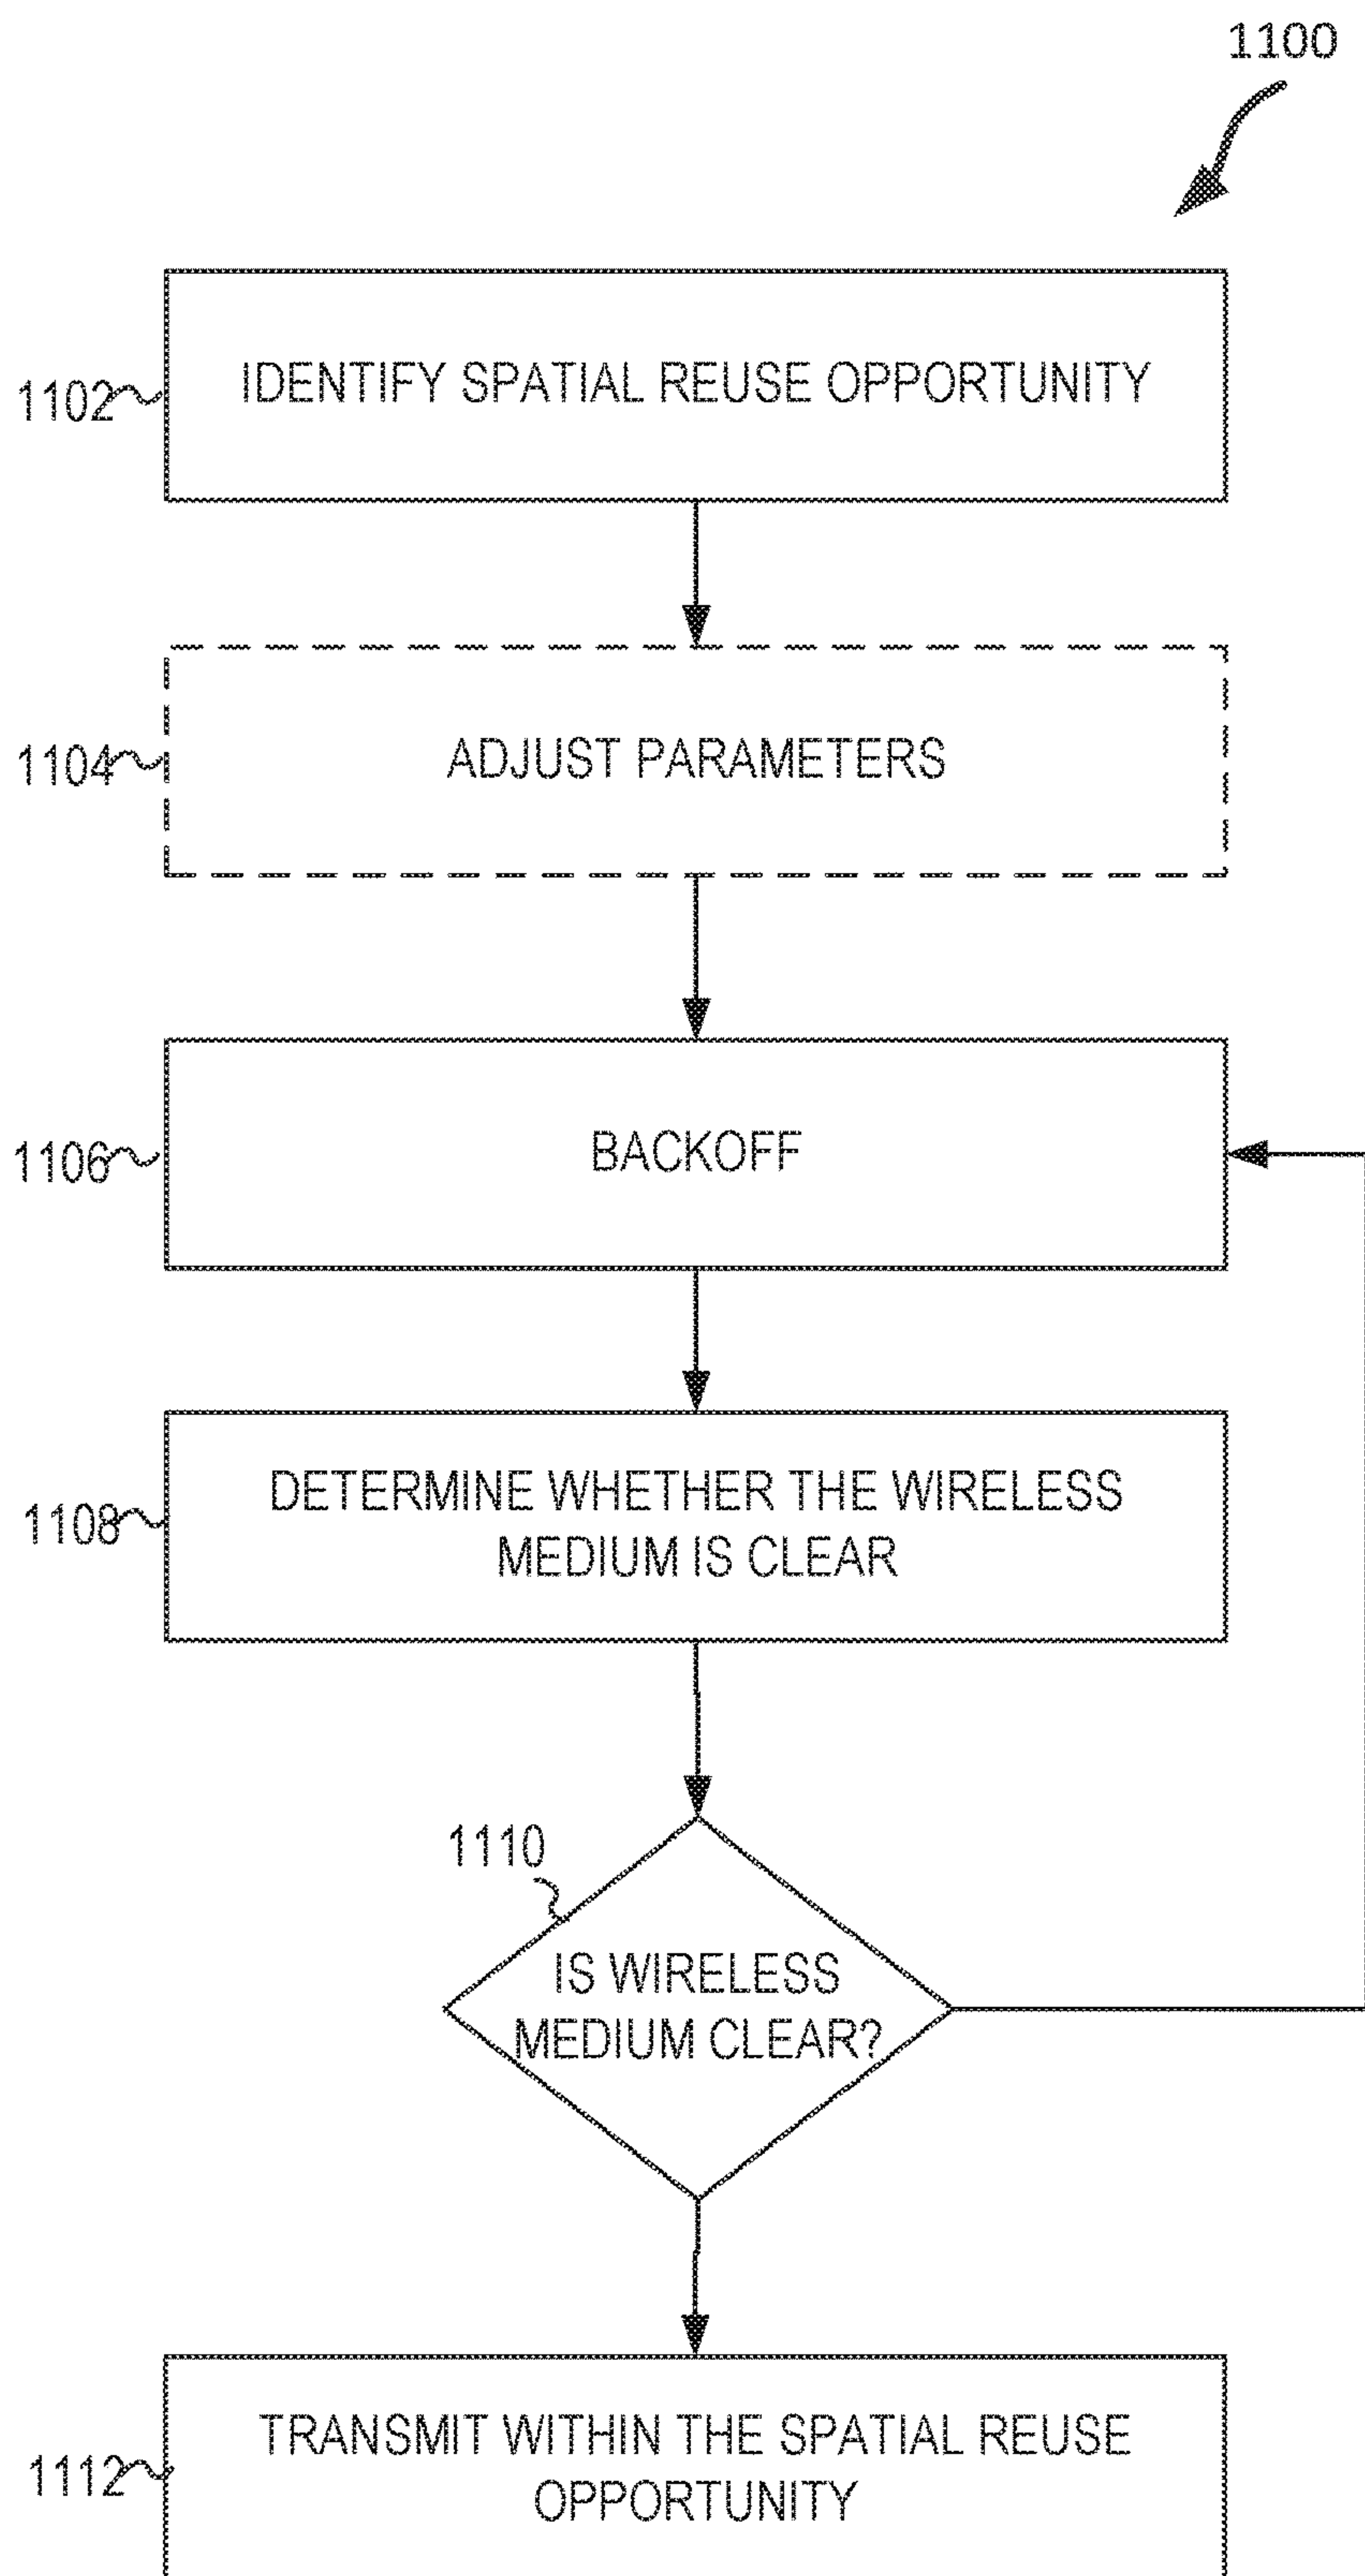 1100
1102
IDENTIFY SPATIAL REUSE OPPORTUNITY
1104
ADJUST PARAMETERS
1106
BACKOFF
1108
DETERMINE WHETHER THE WIRELESS
MEDIUM IS CLEAR
1110
IS WIRELESS
MEDIUM CLEAR?
1112
TRANSMIT WITHIN THE SPATIAL REUSE
OPPORTUNITY